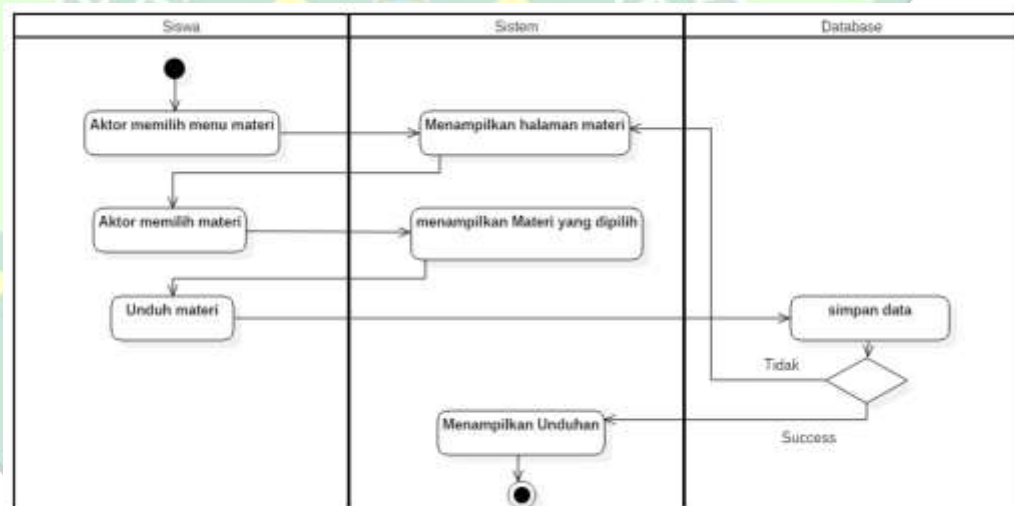 Siswa
Sistem
Database
Aktor memilih menu materi
Menampilkan halaman materi
Aktor memilih materi
menampilkan Materi yang dipilih
Unduh materi
simpan data
Tidak
Menampilkan Unduhan
Success